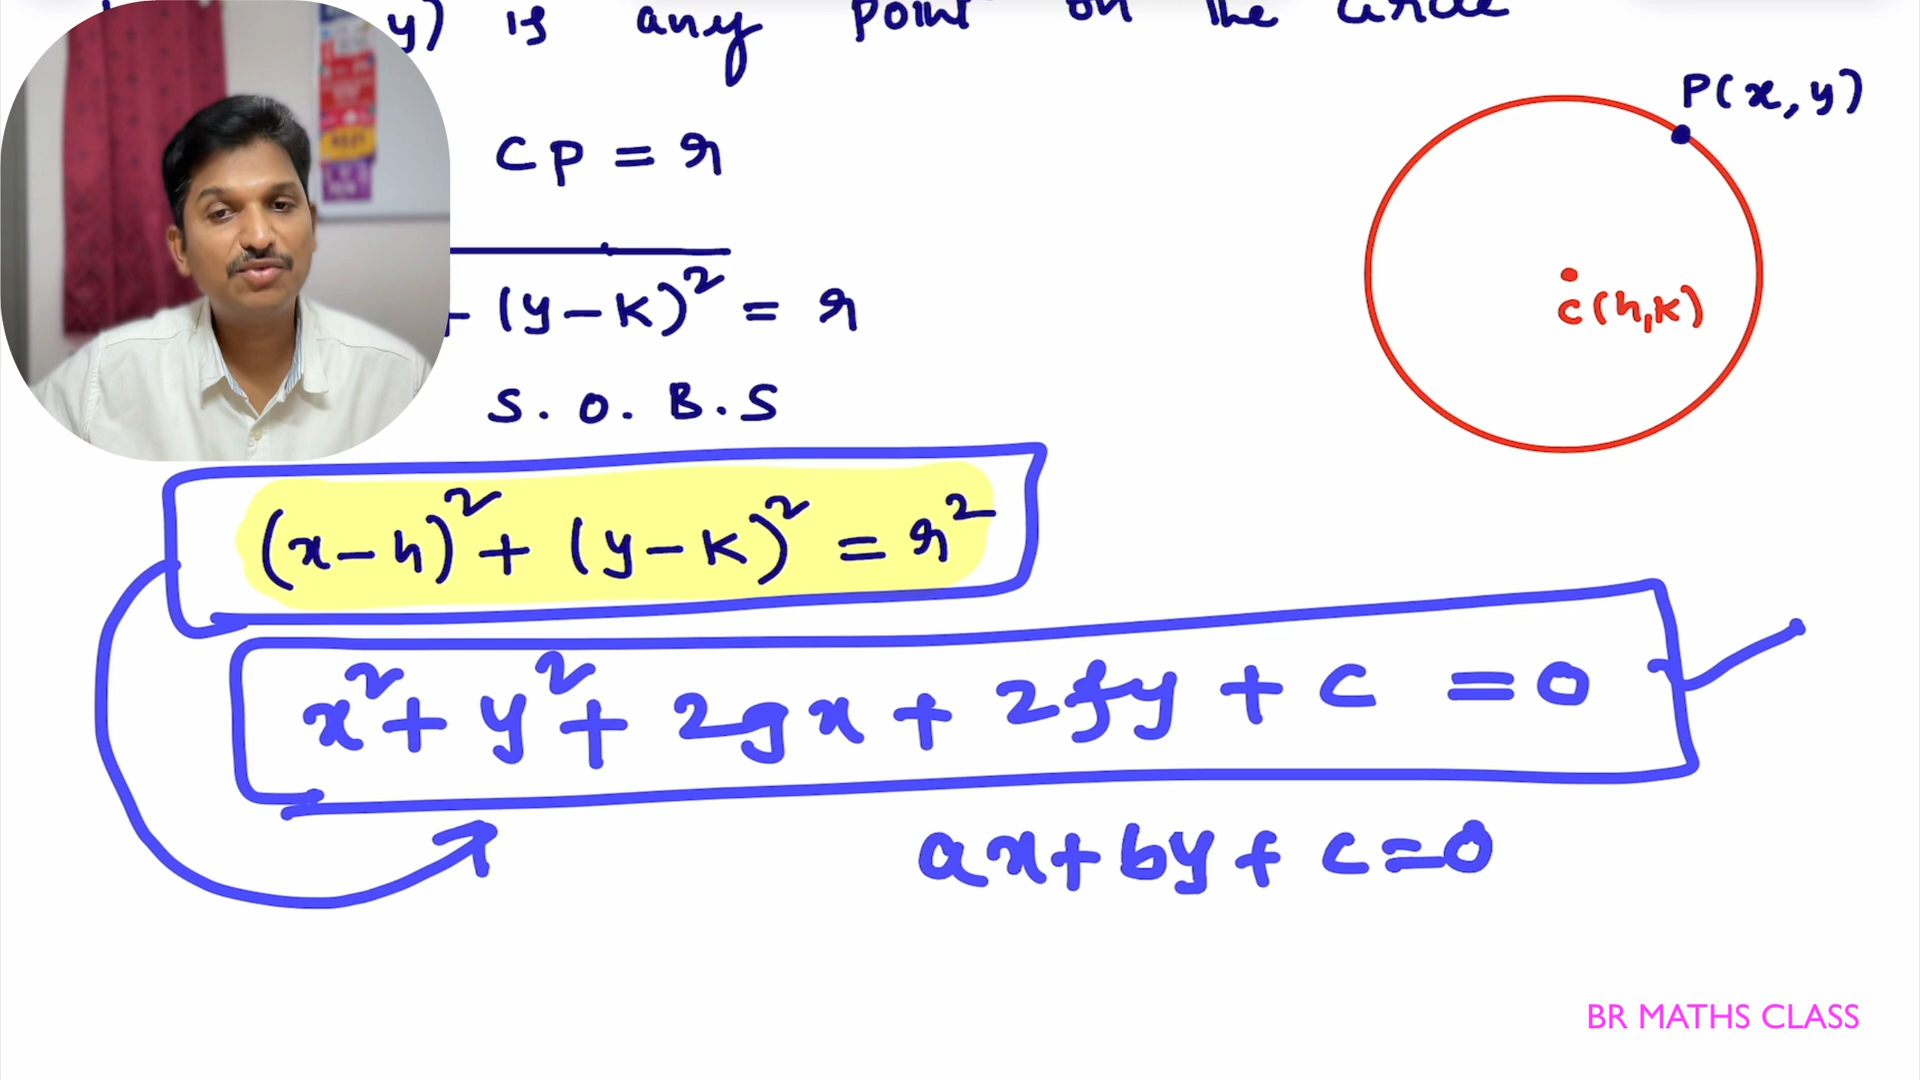 y) is any point on the circle
P(x, y)
CP = r
C(h,k)
(y-k)² = r
S.O.B.S
(x-h)² + (y-k)² = r²
x² + y² + 2gx + 2fy + c = 0
ax + by + c = 0
BR MATHS CLASS